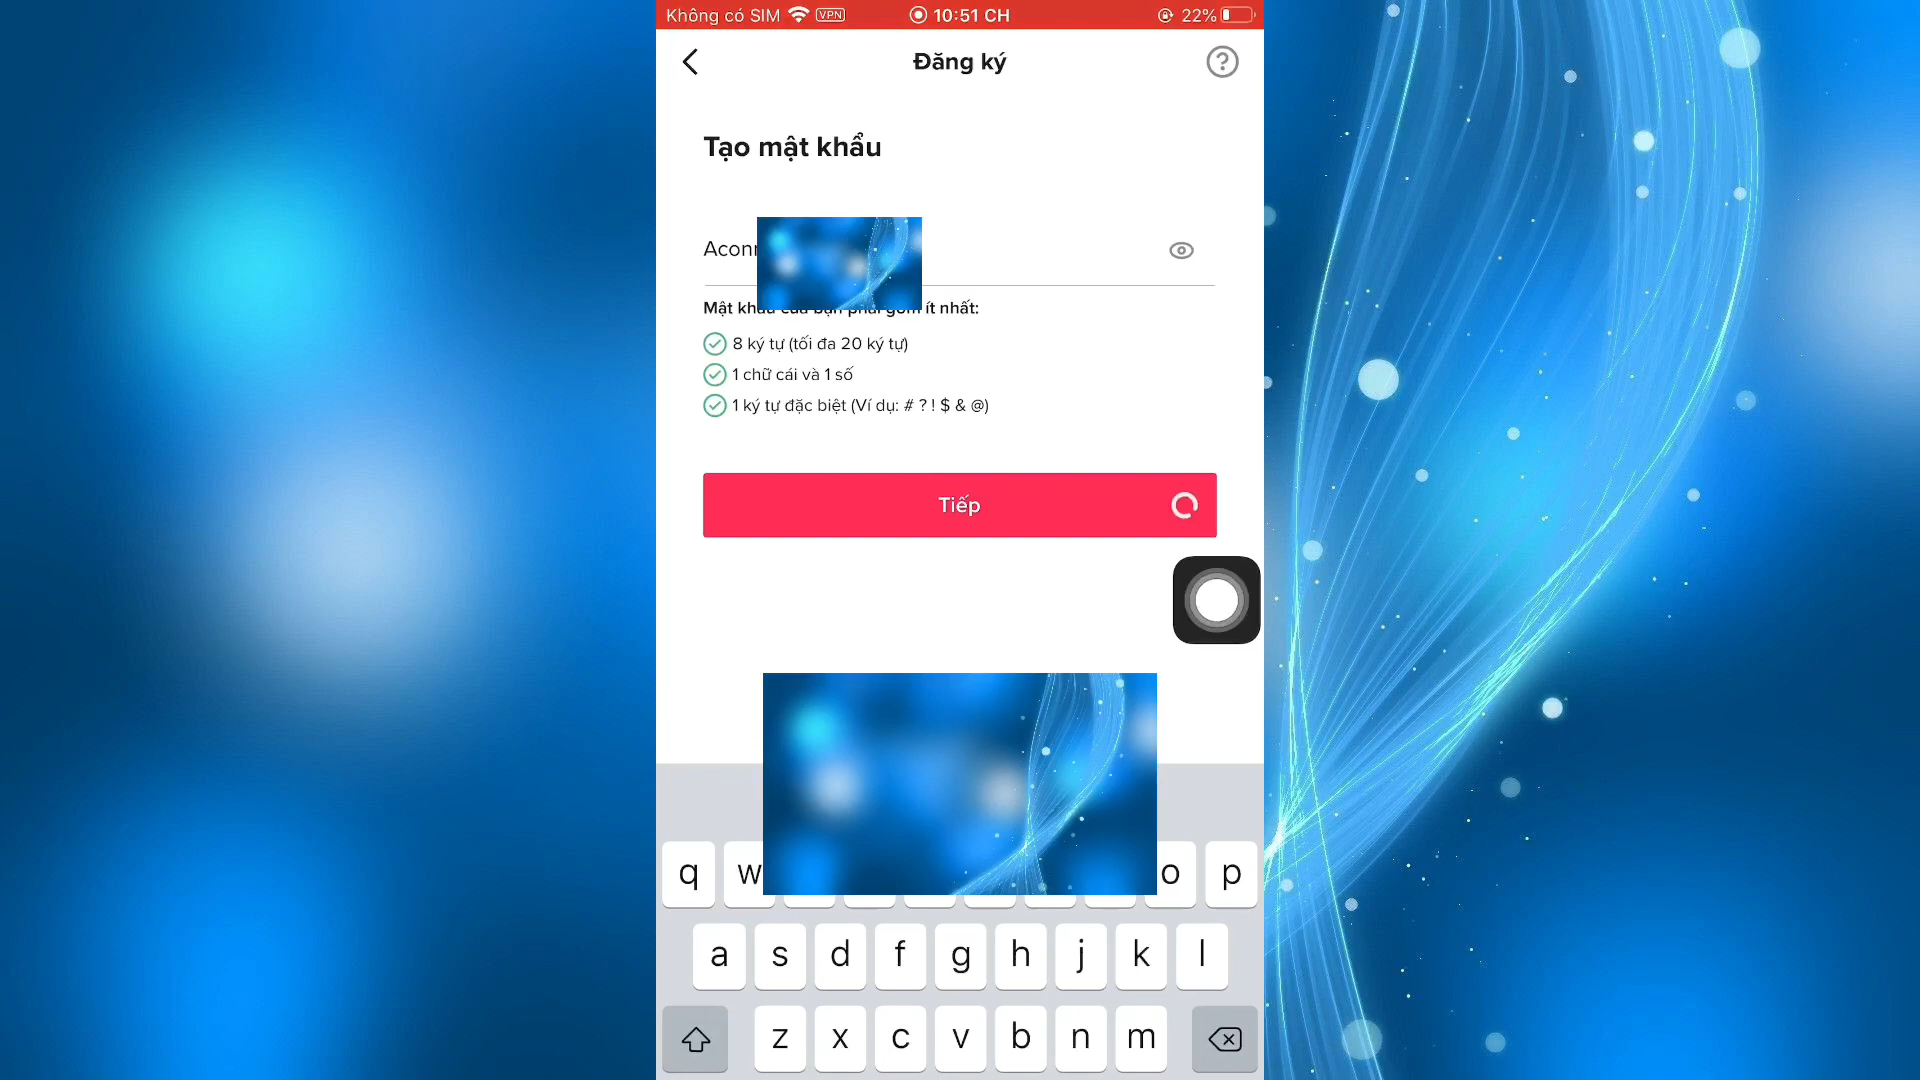 Không có SIM VPN 10:51 CH 22%
Đăng ký
?
Tạo mật khẩu
Mật khẩu của bạn phải gồm ít nhất:
8 ký tự (tối đa 20 ký tự)
1 chữ cái và 1 số
1 ký tự đặc biệt (Ví dụ: # ? ! $ & @)
Tiếp
q w o p
a s d f g h j k l
z x c v b n m